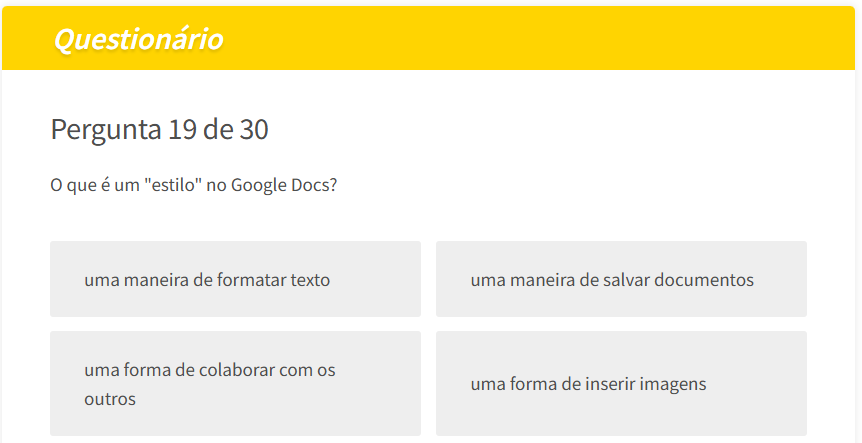 Questionário
Pergunta 19 de 30
O que é um "estilo" no Google Docs?
uma maneira de formatar texto
uma maneira de salvar documentos
uma forma de colaborar com os
outros
uma forma de inserir imagens